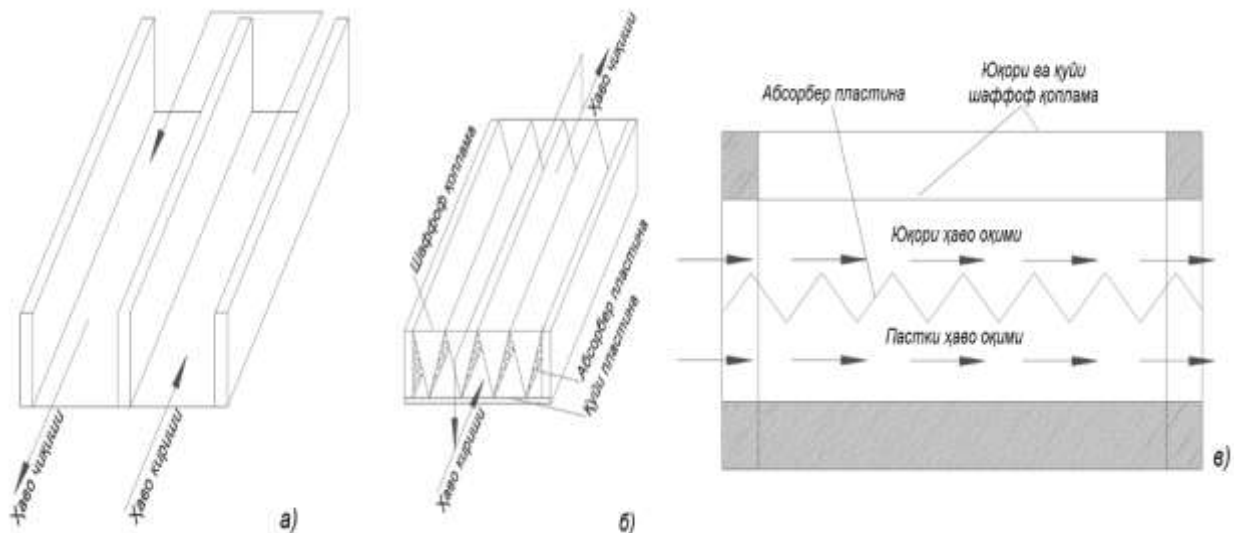 Ҳаво чиқиши
Ҳаво кириши
а)
Ҳаво чиқиши
Шаффоф қоплама
Абсорбер пластина
Қуйи пластина
Ҳаво кириши
б)
Юқори ва қуйи
шаффоф қоплама
Абсорбер пластина
Юқори ҳаво оқими
Пастки ҳаво оқими
в)